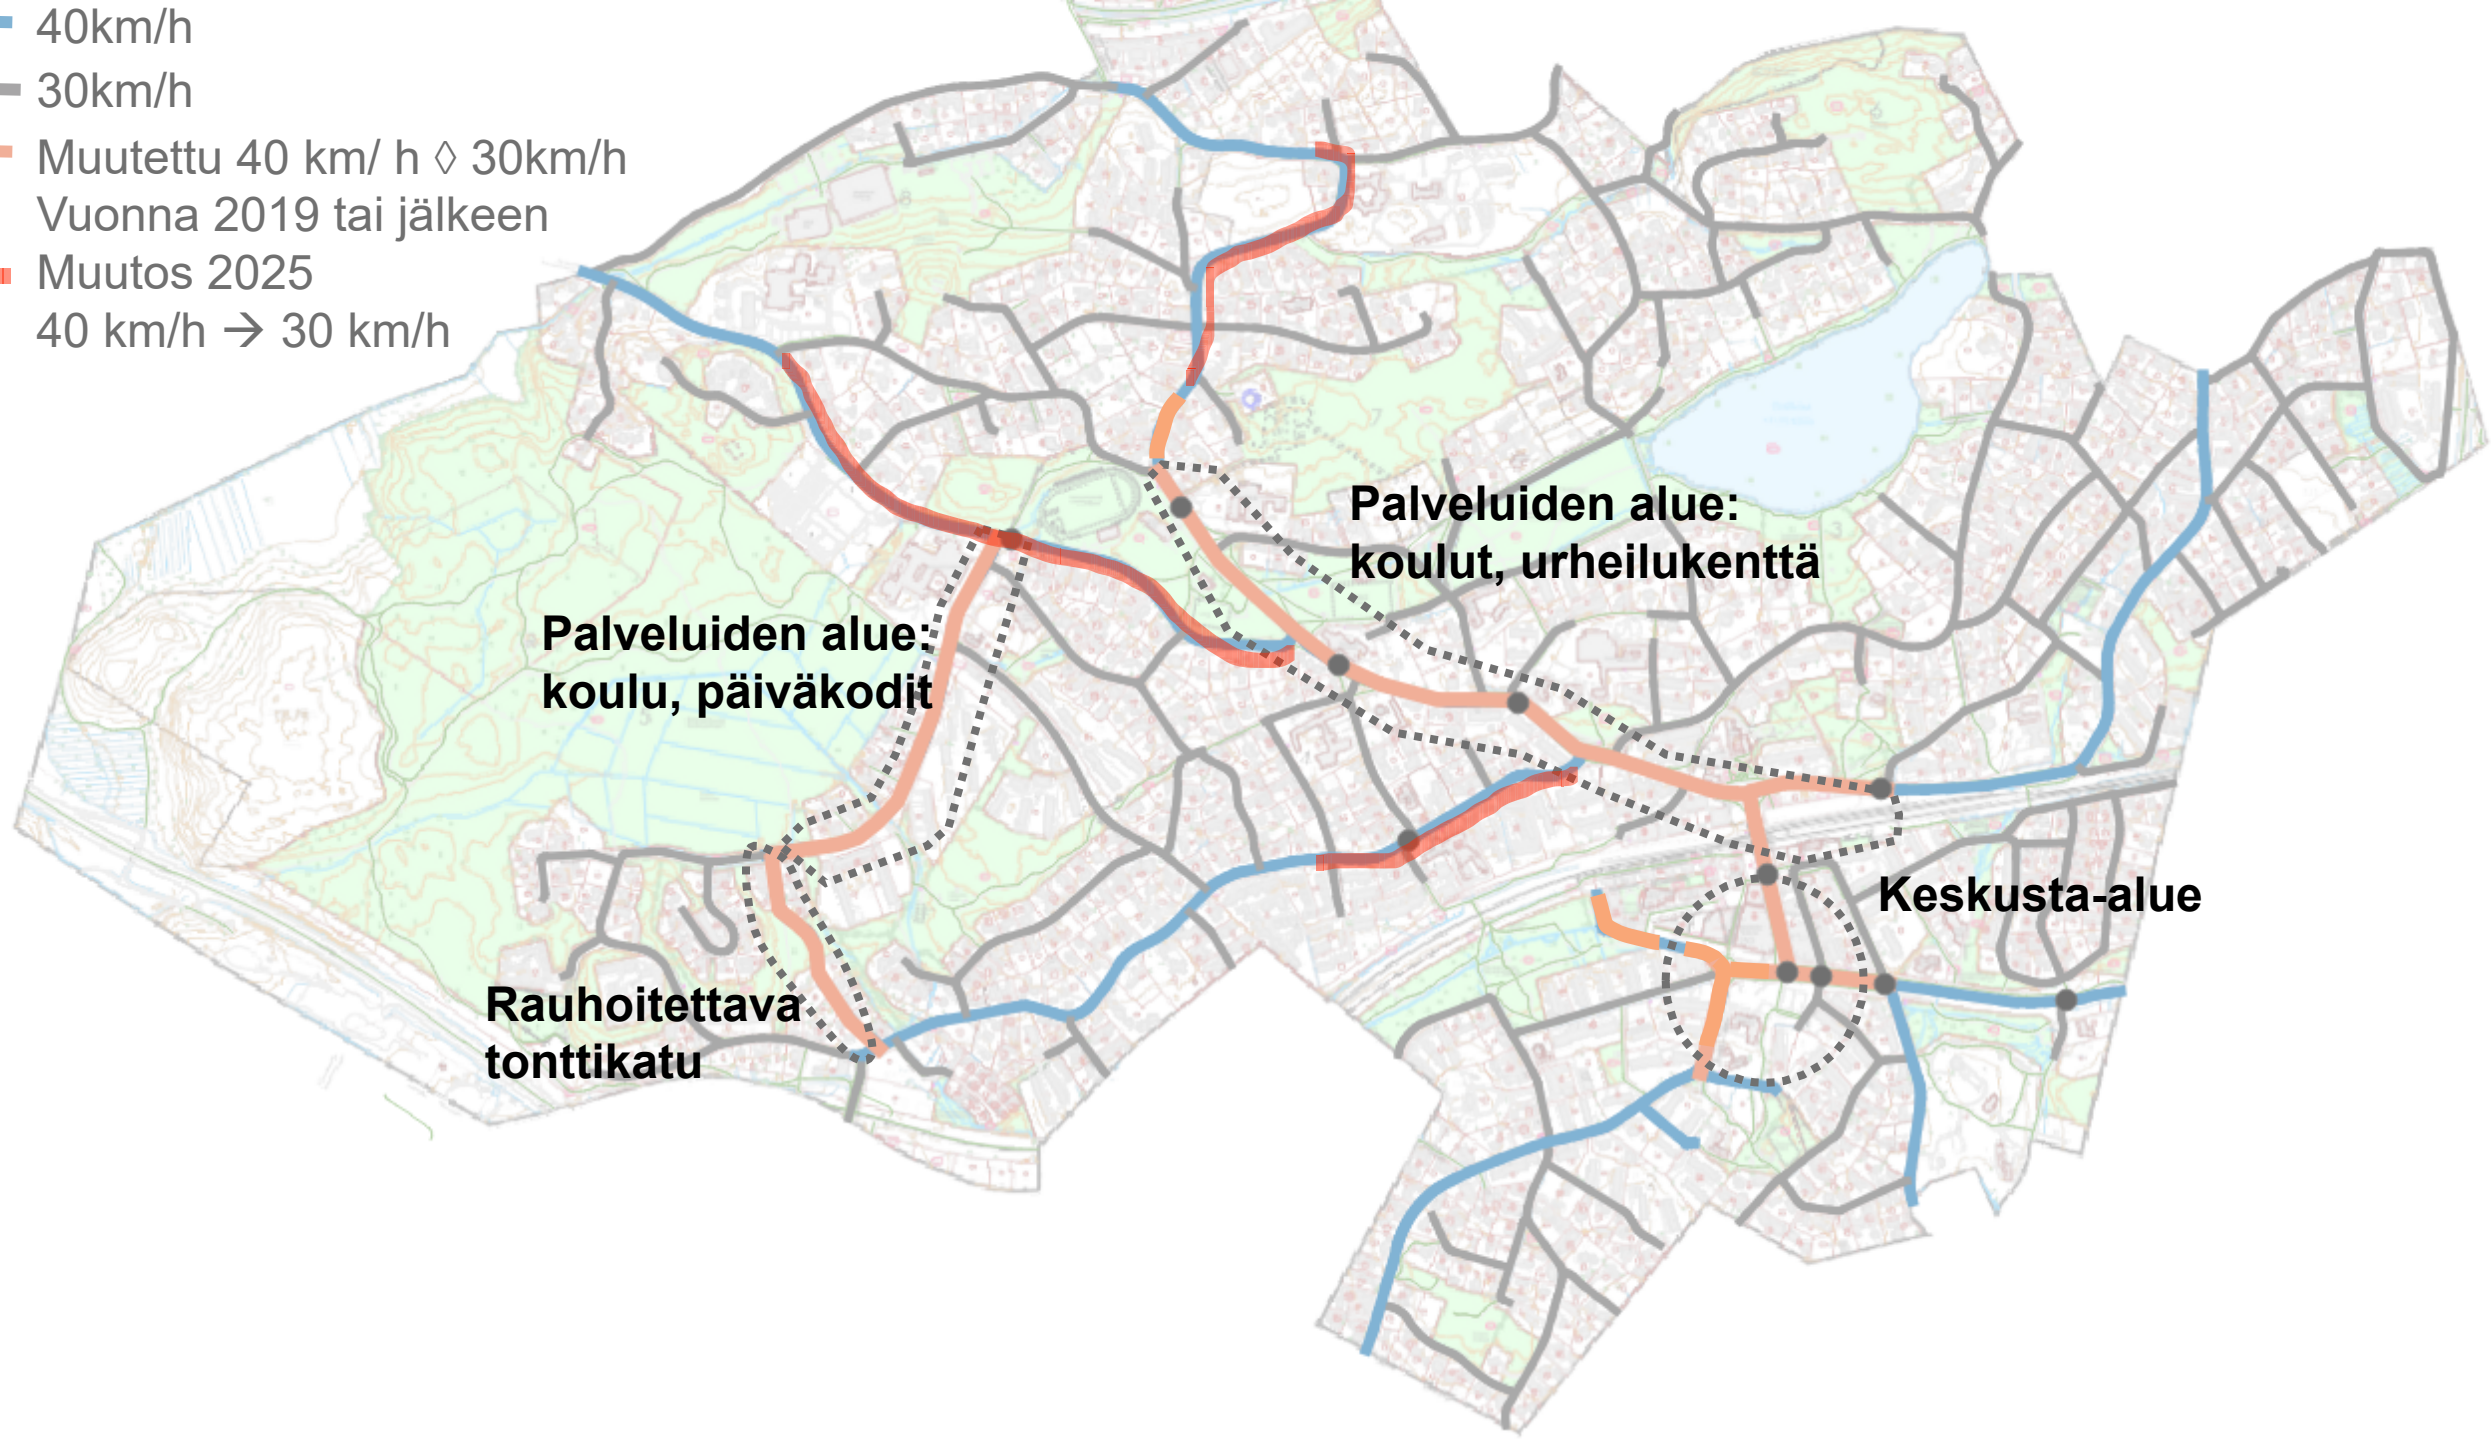 40km/h
30km/h
Muutettu 40 km/ h ◊ 30km/h
Vuonna 2019 tai jälkeen
Muutos 2025
40 km/h → 30 km/h
Palveluiden alue:
koulut, urheilukenttä
Palveluiden alue:
koulu, päiväkodit
Keskusta-alue
Rauhoitettava
tonttikatu